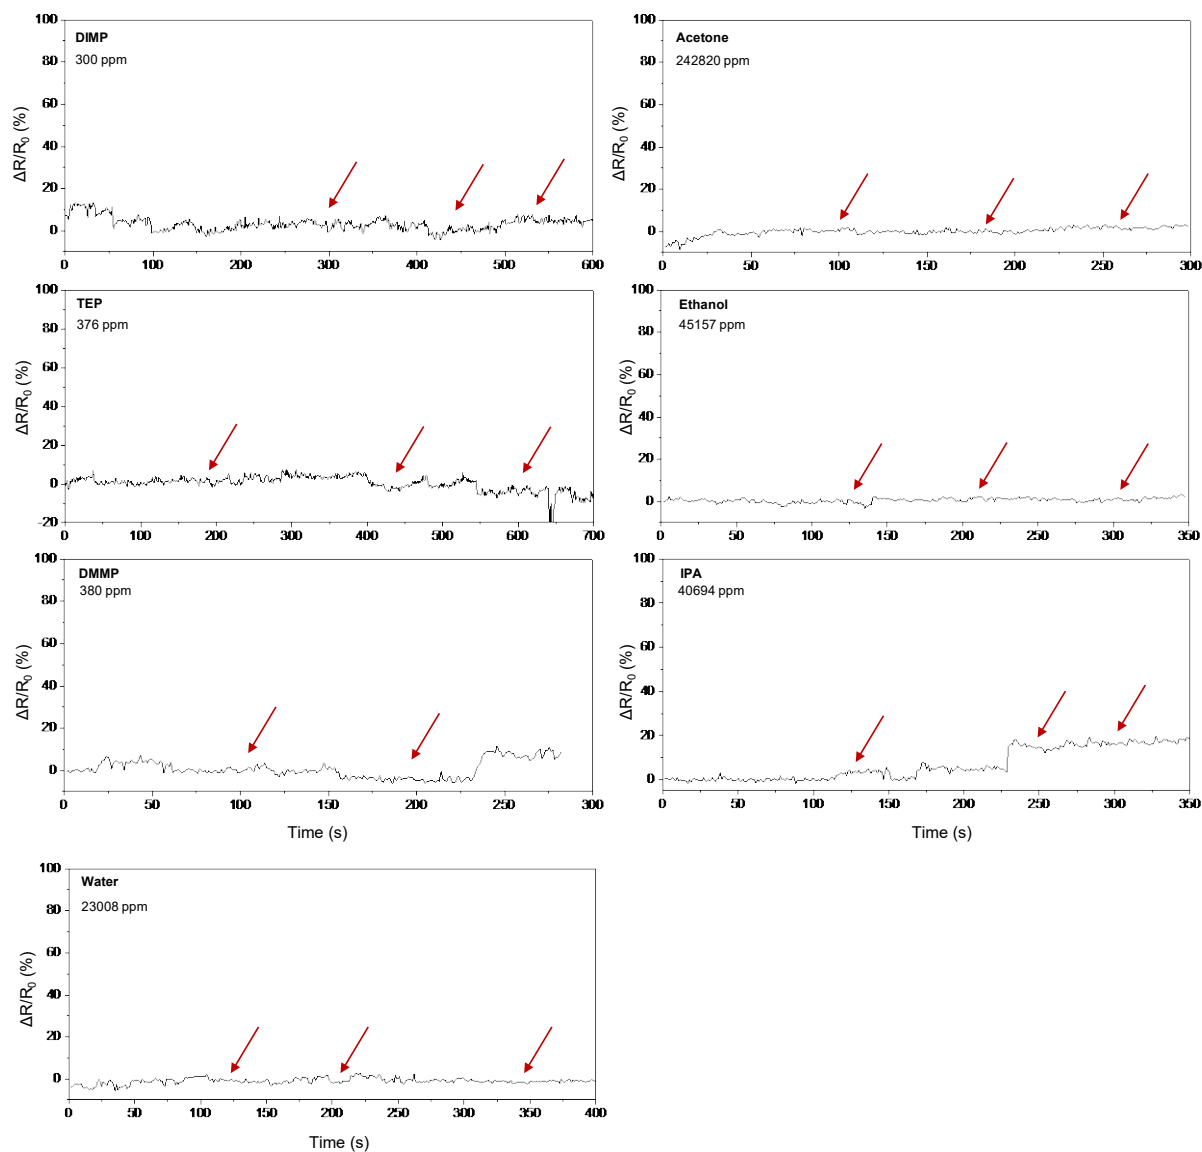 DIMP
300 ppm
ΔR/R0 (%)
100
80
60
40
20
0
0 100 200 300 400 500 600
Acetone
242820 ppm
ΔR/R0 (%)
100
80
60
40
20
0
0 50 100 150 200 250 300
TEP
376 ppm
ΔR/R0 (%)
100
80
60
40
20
0
-20
0 100 200 300 400 500 600 700
Ethanol
45157 ppm
ΔR/R0 (%)
100
80
60
40
20
0
0 50 100 150 200 250 300 350
DMMP
380 ppm
ΔR/R0 (%)
100
80
60
40
20
0
0 50 100 150 200 250 300
Time (s)
IPA
40694 ppm
ΔR/R0 (%)
100
80
60
40
20
0
0 50 100 150 200 250 300 350
Time (s)
Water
23008 ppm
ΔR/R0 (%)
100
80
60
40
20
0
0 50 100 150 200 250 300 350 400
Time (s)